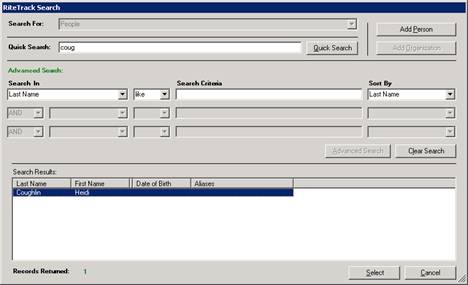 RiteTrack Search
Search For: People
Add Person
Quick Search: coug Quick Search Add Organization
Advanced Search:
Search In Search Criteria Sort By
Last Name like Last Name
AND
AND
Advanced Search Clear Search
Search Results:
Last Name First Name Date of Birth Aliases
Coughlin Heidi
Records Returned: 1 Select Cancel